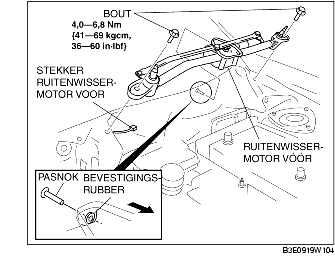 BOUT
4,0—6,8 Nm
{41—69 kgcm,
36—60 in·lbf}
STEKKER
RUITENWISSER-
MOTOR VOOR
RUITENWISSER-
MOTOR VÓÓR
PASNOK
BEVESTIGINGS-
RUBBER
B3E0919W104